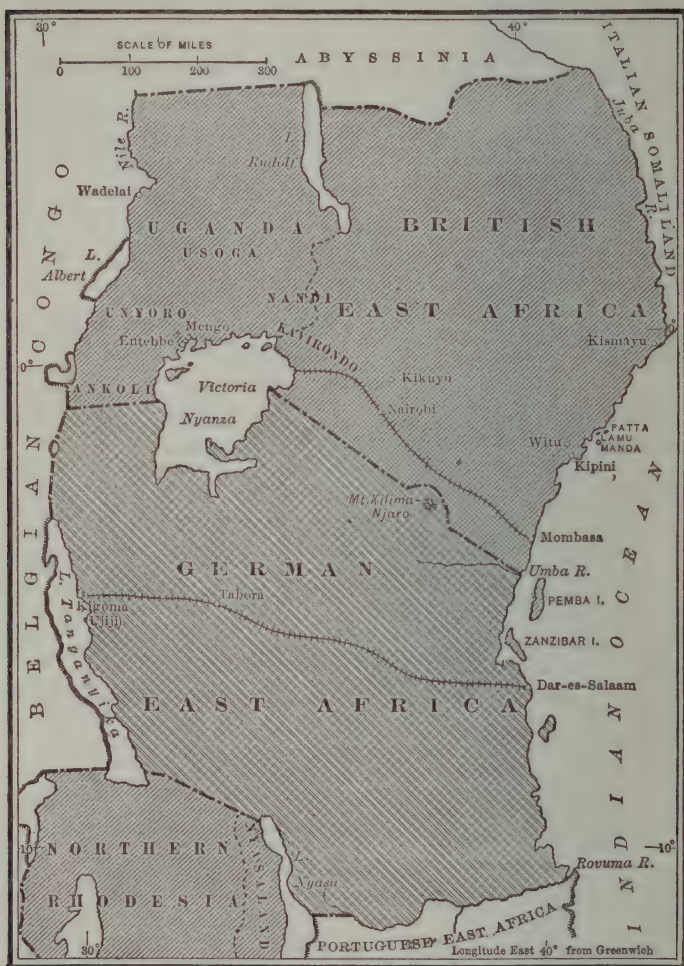 30°
40°
SCALE OF MILES
0 100 200 300
ABYSSINIA
ITALIAN SOMALILAND
Juba R.
Nile R.
L. Rudolf
Wadelai
UGANDA
USOGA
BRITISH
EAST AFRICA
L. Albert
NANDI
UNYORO
Mengo
Entebbe
KAVIRONDO
0°
Kismayu
0°
ANKOLI
Victoria
Nyanza
Kikuyu
Nairobi
Witu
PATTA
LAMU
MANDA
Kipini
BELGIAN CONGO
Mt. Kilima-
Njaro
Mombasa
Umba R.
GERMAN
EAST AFRICA
Tabora
Kigoma
(Ujiji)
L. Tanganyika
PEMBA I.
ZANZIBAR I.
Dar-es-Salaam
INDIAN OCEAN
10°
10°
NORTHERN
RHODESIA
NYASALAND
L. Nyasa
Rovuma R.
PORTUGUESE EAST AFRICA
30°
Longitude East 40° from Greenwich